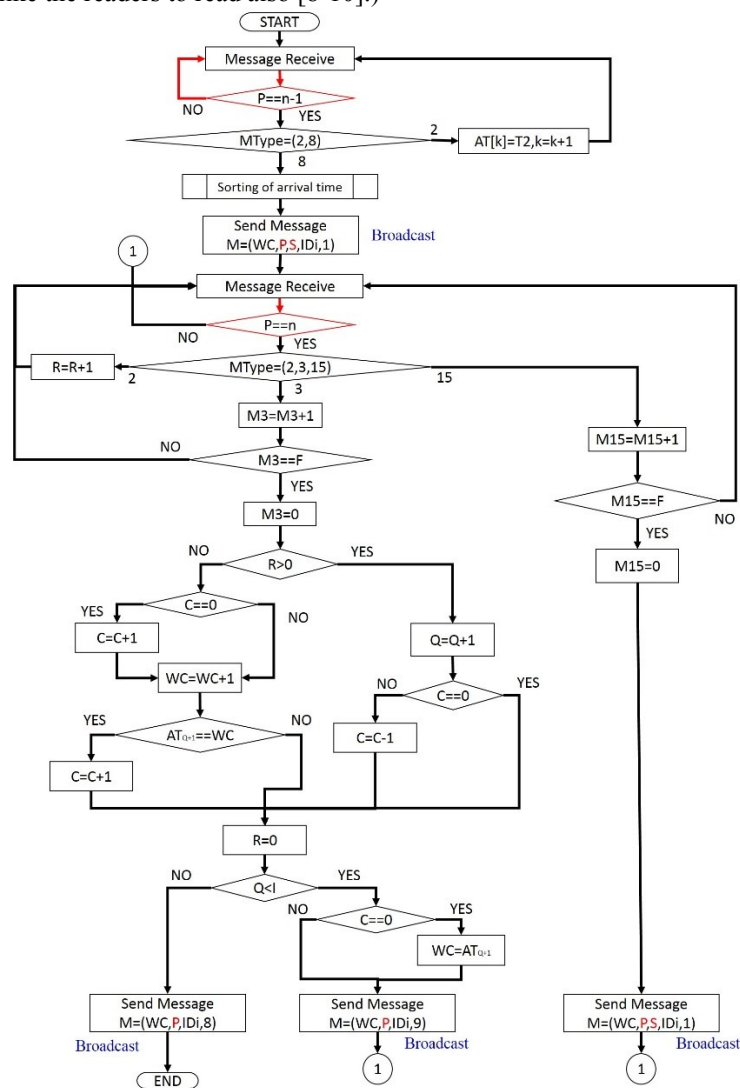 like the readers to read also [8-10].)
START
Message Receive
P==n-1
NO
YES
MType=(2,8)
2
AT[k]=T2,k=k+1
8
Sorting of arrival time
Send Message
M=(WC,P,S,IDi,1)
Broadcast
1
Message Receive
P==n
NO
YES
R=R+1
2
MType=(2,3,15)
15
3
M3=M3+1
M15=M15+1
NO
M3==F
M15==F
NO
YES
YES
M3=0
M15=0
NO
R>0
YES
YES
C==0
NO
C=C+1
Q=Q+1
WC=WC+1
NO
C==0
YES
YES
ATQ+1==WC
NO
C=C-1
C=C+1
R=0
NO
Q<I
YES
NO
C==0
YES
WC=ATQ+1
Send Message
M=(WC,P,IDi,8)
Broadcast
Send Message
M=(WC,P,IDi,9)
Broadcast
Send Message
M=(WC,P,S,IDi,1)
Broadcast
END
1
1